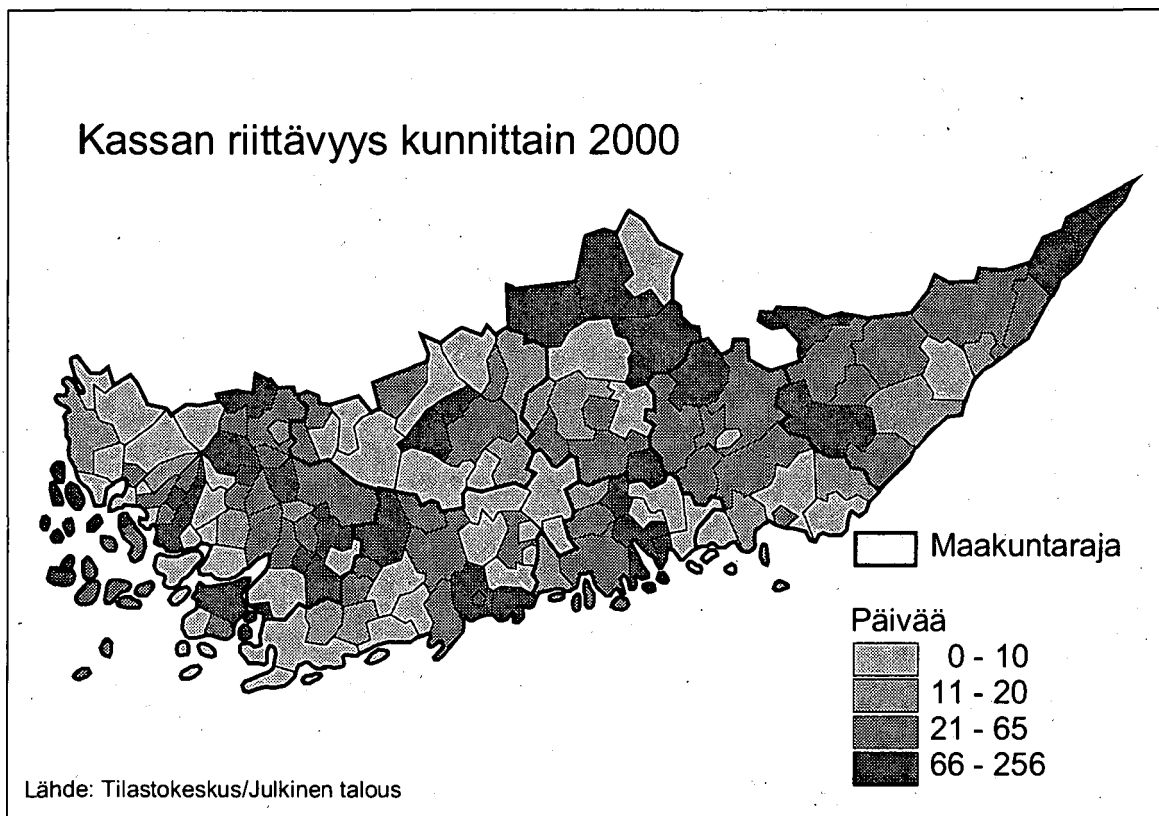 Kassan riittävyys kunnittain 2000
Maakuntaraja
Päivää
0 - 10
11 - 20
21 - 65
66 - 256
Lähde: Tilastokeskus/Julkinen talous